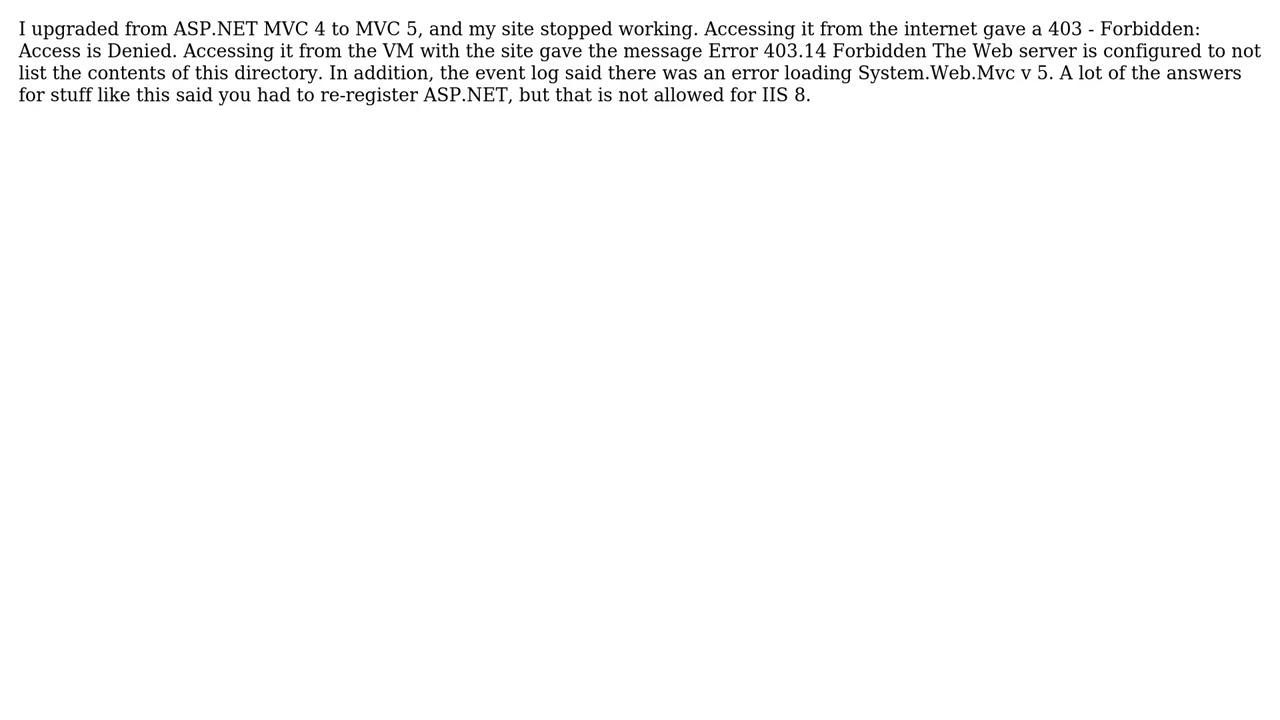 I upgraded from ASP.NET MVC 4 to MVC 5, and my site stopped working. Accessing it from the internet gave a 403 - Forbidden:
Access is Denied. Accessing it from the VM with the site gave the message Error 403.14 Forbidden The Web server is configured to not
list the contents of this directory. In addition, the event log said there was an error loading System.Web.Mvc v 5. A lot of the answers
for stuff like this said you had to re-register ASP.NET, but that is not allowed for IIS 8.